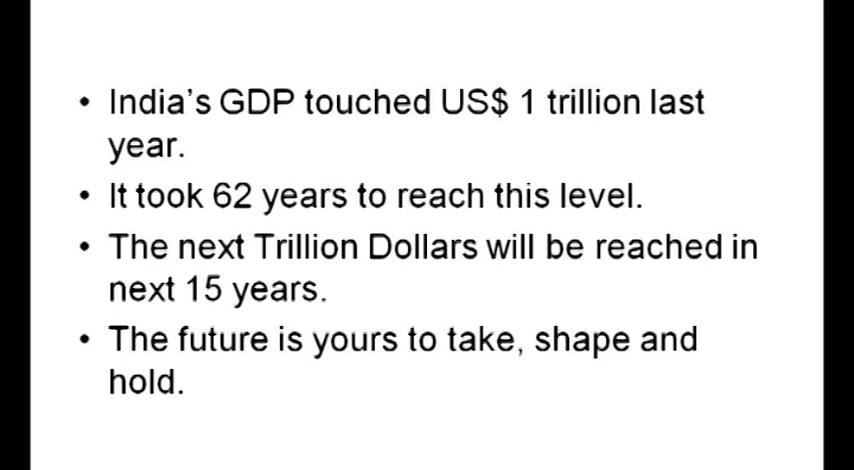 • India's GDP touched US$ 1 trillion last
year.
• It took 62 years to reach this level.
• The next Trillion Dollars will be reached in
next 15 years.
• The future is yours to take, shape and
hold.